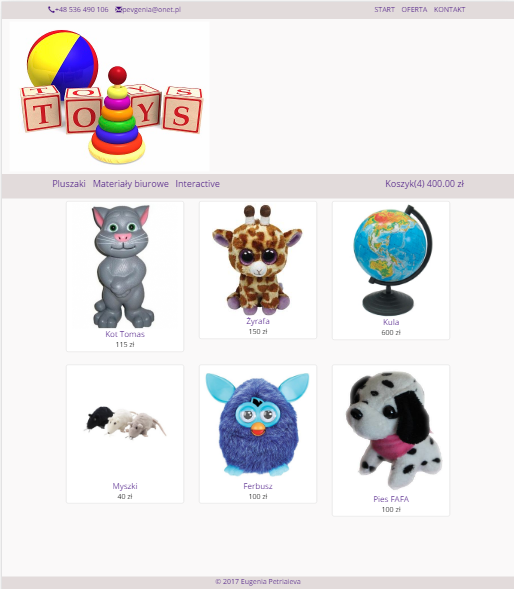 +48 536 490 106 pevgenia@onet.pl START OFERTA KONTAKT
T O Y S
T O Y S
Pluszaki Materiały biurowe Interactive Koszyk(4) 400.00 zł
Kot Tomas
115 zł
Żyrafa
150 zł
Kula
600 zł
Myszki
40 zł
Ferbusz
100 zł
Pies FAFA
100 zł
© 2017 Eugenia Petriaieva